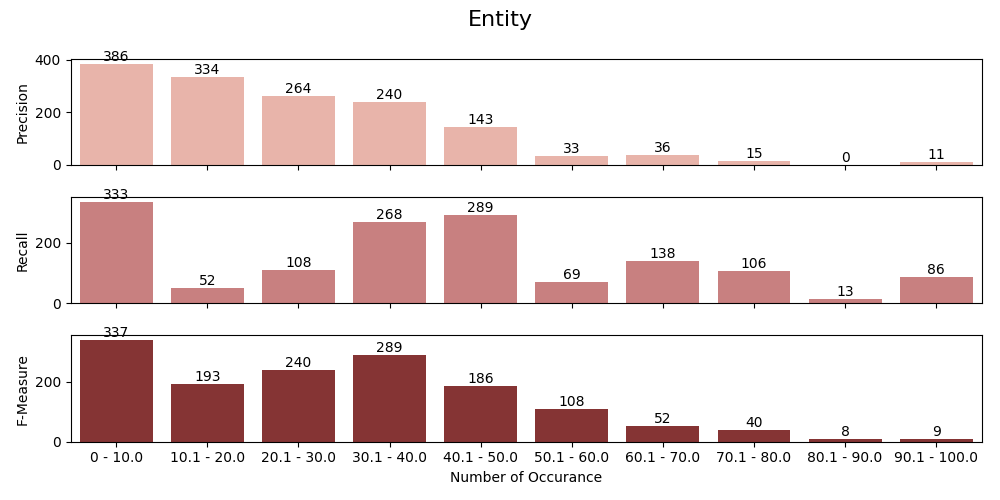 Entity
386 334 264 240 143 33 36 15 0 11
400
200
0
Precision
333 52 108 268 289 69 138 106 13 86
200
0
Recall
337 193 240 289 186 108 52 40 8 9
200
0
F-Measure
0 - 10.0 10.1 - 20.0 20.1 - 30.0 30.1 - 40.0 40.1 - 50.0 50.1 - 60.0 60.1 - 70.0 70.1 - 80.0 80.1 - 90.0 90.1 - 100.0
Number of Occurance